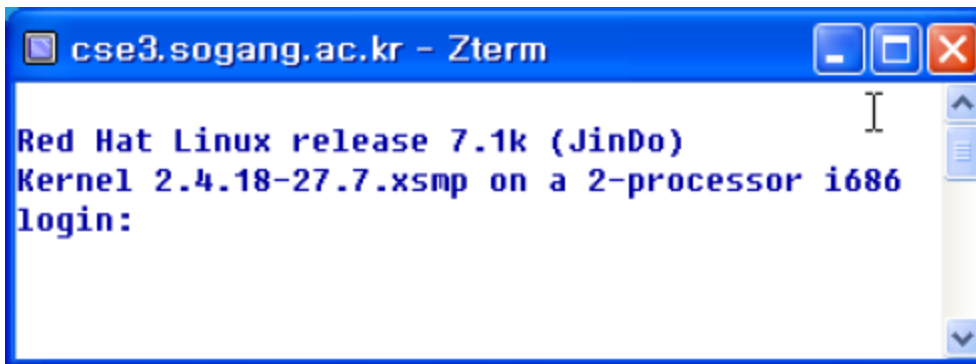 cse3.sogang.ac.kr - Zterm
Red Hat Linux release 7.1k (JinDo)
Kernel 2.4.18-27.7.xsmp on a 2-processor i686
login: